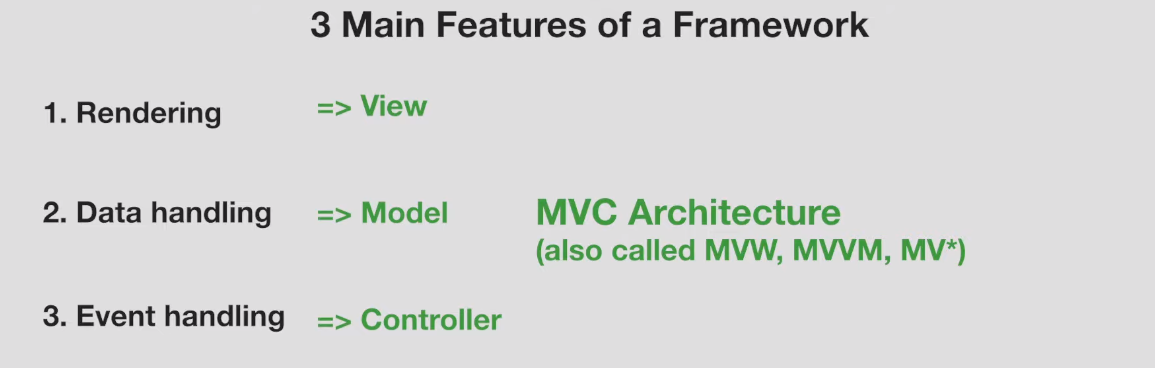 3 Main Features of a Framework
1. Rendering => View
2. Data handling => Model
MVC Architecture
(also called MVW, MVVM, MV*)
3. Event handling => Controller